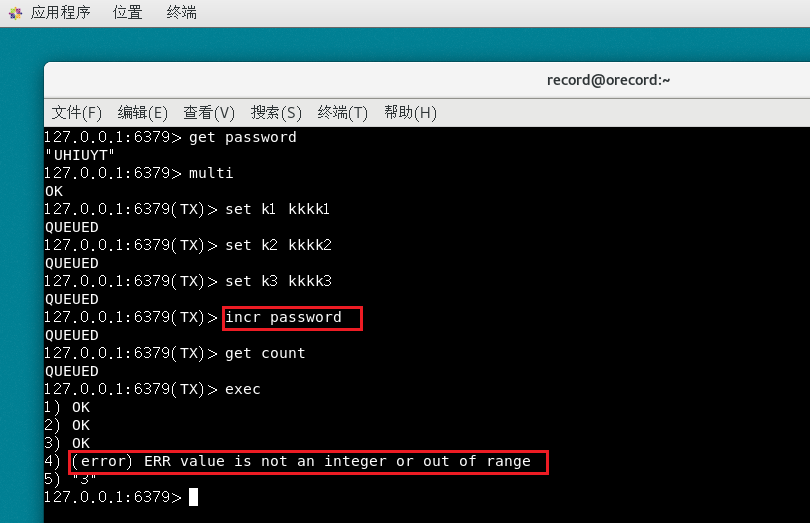 应用程序 位置 终端
record@orecord:~
文件(F) 编辑(E) 查看(V) 搜索(S) 终端(T) 帮助(H)
127.0.0.1:6379> get password
"UHIUYT"
127.0.0.1:6379> multi
OK
127.0.0.1:6379(TX)> set k1 kkkk1
QUEUED
127.0.0.1:6379(TX)> set k2 kkkk2
QUEUED
127.0.0.1:6379(TX)> set k3 kkkk3
QUEUED
127.0.0.1:6379(TX)> incr password
QUEUED
127.0.0.1:6379(TX)> get count
QUEUED
127.0.0.1:6379(TX)> exec
1) OK
2) OK
3) OK
4) (error) ERR value is not an integer or out of range
5) "3"
127.0.0.1:6379>